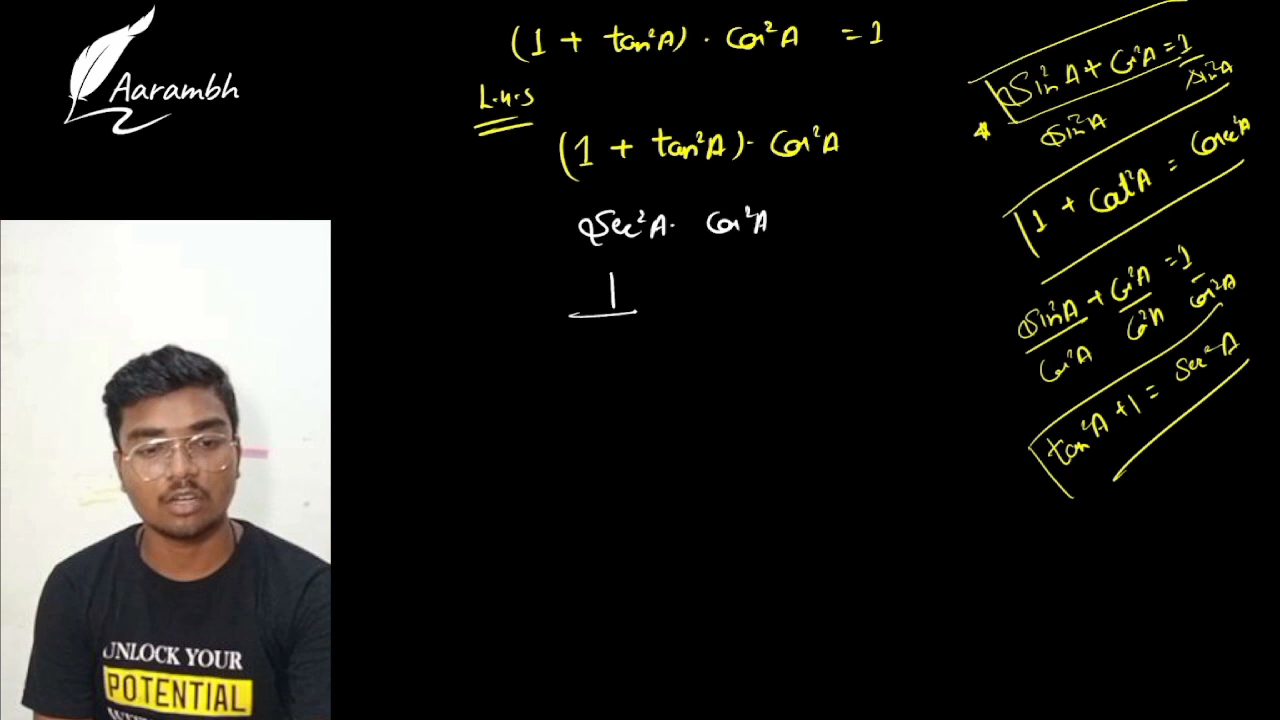 Aarambh
(1 + tan²A) · Cos²A = 1
L.H.S
(1 + tan²A) · Cos²A
Sec²A · Cos²A
1
Sin²A + Cos²A = 1
Sin²A Sin²A
1 + Cot²A = Cosec²A
Sin²A + Cos²A = 1
Cos²A Cos²A Cos²A
tan²A + 1 = Sec²A
UNLOCK YOUR
POTENTIAL